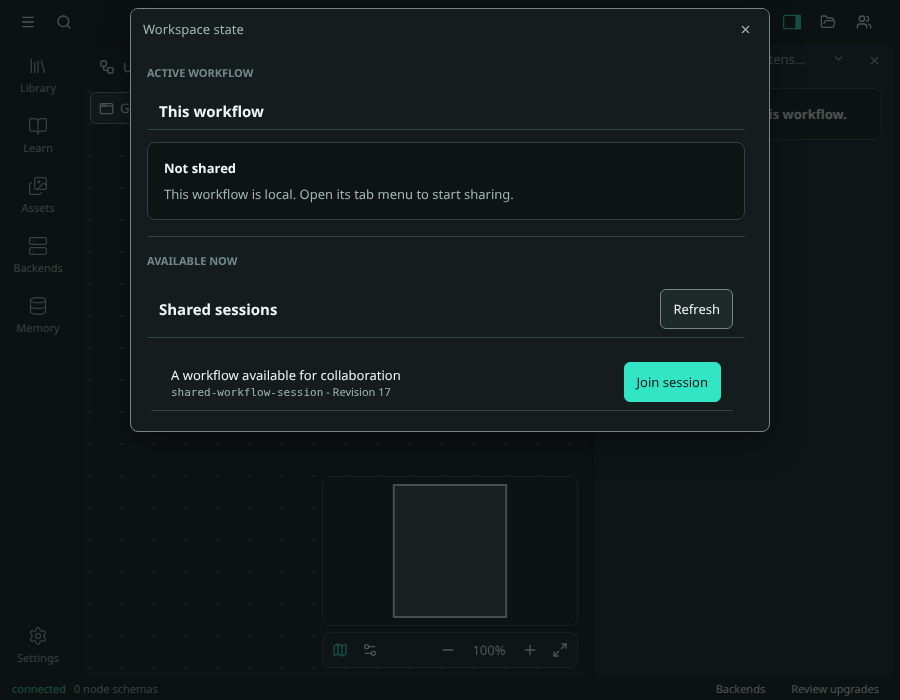 Workspace state
ACTIVE WORKFLOW
This workflow
Not shared
This workflow is local. Open its tab menu to start sharing.
AVAILABLE NOW
Shared sessions
Refresh
A workflow available for collaboration
shared-workflow-session - Revision 17
Join session
Library
Learn
Assets
Backends
Memory
Settings
U
G
tens...
is workflow.
100%
connected
0 node schemas
Backends
Review upgrades